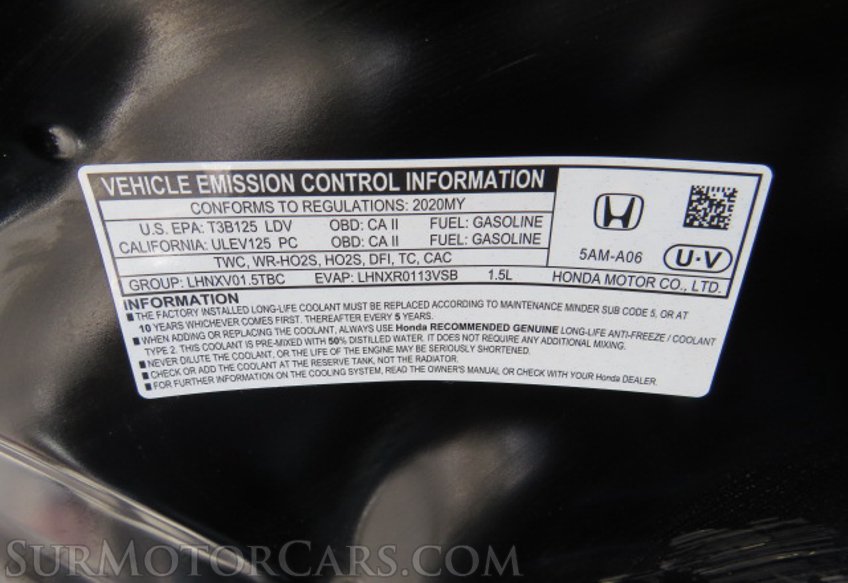 VEHICLE EMISSION CONTROL INFORMATION
CONFORMS TO REGULATIONS: 2020MY
U.S. EPA: T3B125 LDV OBD: CA II FUEL: GASOLINE
CALIFORNIA: ULEV125 PC OBD: CA II FUEL: GASOLINE
TWC, WR-HO2S, HO2S, DFI, TC, CAC
GROUP: LHNXV01.5TBC EVAP: LHNXR0113VSB 1.5L
5AM-A06
U·V
HONDA MOTOR CO., LTD.
INFORMATION
■ THE FACTORY INSTALLED LONG-LIFE COOLANT MUST BE REPLACED ACCORDING TO MAINTENANCE MINDER SUB CODE 5, OR AT
10 YEARS WHICHEVER COMES FIRST, THEREAFTER EVERY 5 YEARS.
■ WHEN ADDING OR REPLACING THE COOLANT, ALWAYS USE Honda RECOMMENDED GENUINE LONG-LIFE ANTI-FREEZE / COOLANT
TYPE 2. THIS COOLANT IS PRE-MIXED WITH 50% DISTILLED WATER. IT DOES NOT REQUIRE ANY ADDITIONAL MIXING.
■ NEVER DILUTE THE COOLANT, OR THE LIFE OF THE ENGINE MAY BE SERIOUSLY SHORTENED.
■ CHECK OR ADD THE COOLANT AT THE RESERVE TANK, NOT THE RADIATOR.
■ FOR FURTHER INFORMATION ON THE COOLING SYSTEM, READ THE OWNER'S MANUAL OR CHECK WITH YOUR Honda DEALER.
SURMOTORCARS.COM